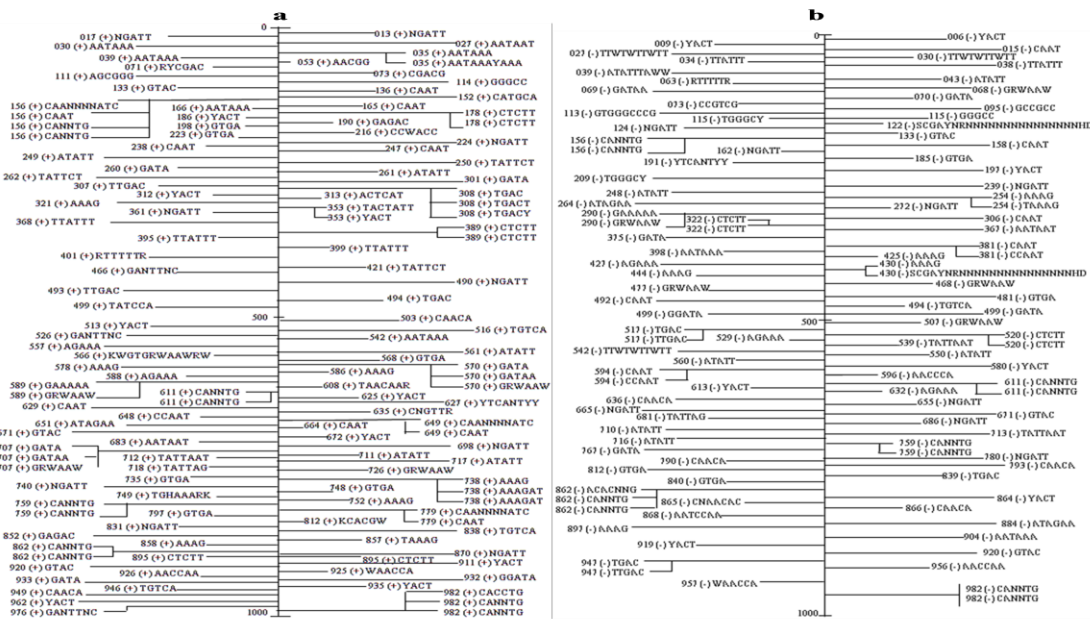 a
0
017 (+)NGATT
030 (+)AATAAA
039 (+)AATAAA
071 (+)RYCGAC
111 (+)AGCGGG
133 (+)GTAC
156 (+)CAANNNNATC
156 (+)CAAT
156 (+)CANNTG
156 (+)CANNTG
166 (+)AATAAA
186 (+)YACT
198 (+)GTGA
223 (+)GTGA
238 (+)CAAT
249 (+)ATATT
260 (+)GATA
262 (+)TATTCT
307 (+)TTGAC
312 (+)YACT
321 (+)AAAG
361 (+)NGATT
368 (+)TTATTT
395 (+)TTATTT
401 (+)RTTTTTR
466 (+)GANTTNC
493 (+)TTGAC
499 (+)TATCCA
500
513 (+)YACT
526 (+)GANTTNC
557 (+)AGAAA
566 (+)KWGTGRWAAWRW
578 (+)AAAG
588 (+)AGAAA
589 (+)GAAAAA
589 (+)GRWAAW
611 (+)CANNTG
611 (+)CANNTG
629 (+)CAAT
648 (+)CCAAT
651 (+)ATAGAA
671 (+)GTAC
683 (+)AATAAT
707 (+)GATA
707 (+)GATAA
707 (+)GRWAAW
712 (+)TATTAAT
718 (+)TATTAG
735 (+)GTGA
740 (+)NGATT
749 (+)TGHAAARK
759 (+)CANNTG
759 (+)CANNTG
797 (+)GTGA
831 (+)NGATT
852 (+)GAGAC
858 (+)AAAG
862 (+)CANNTG
862 (+)CANNTG
895 (+)CTCTT
920 (+)GTAC
926 (+)AACCAA
933 (+)GATA
946 (+)TGTCA
949 (+)CAACA
962 (+)YACT
976 (+)GANTTNC
1000
013 (+)NGATT
027 (+)AATAAT
035 (+)AATAAA
035 (+)AATAAAYAAA
053 (+)AACGG
073 (+)CGACG
114 (+)GGGCC
136 (+)CAAT
152 (+)CATGCA
165 (+)CAAT
178 (+)CTCTT
178 (+)CTCTT
190 (+)GAGAC
216 (+)CCWACC
224 (+)NGATT
247 (+)CAAT
250 (+)TATTCT
261 (+)ATATT
301 (+)GATA
313 (+)ACTCAT
308 (+)TGAC
308 (+)TGACT
308 (+)TGACY
353 (+)TACTATT
353 (+)YACT
389 (+)CTCTT
389 (+)CTCTT
399 (+)TTATTT
421 (+)TATTCT
490 (+)NGATT
494 (+)TGAC
503 (+)CAACA
516 (+)TGTCA
542 (+)AATAAA
561 (+)ATATT
568 (+)GTGA
570 (+)GATA
570 (+)GATAA
570 (+)GRWAAW
586 (+)AAAG
608 (+)TAACAAR
625 (+)YACT
627 (+)YTCANTYY
635 (+)CNGTTR
649 (+)CAANNNNATC
649 (+)CAAT
664 (+)CAAT
672 (+)YACT
698 (+)NGATT
711 (+)ATATT
717 (+)ATATT
726 (+)GRWAAW
738 (+)AAAG
738 (+)AAAGAT
738 (+)AAAGAT
748 (+)GTGA
752 (+)AAAG
779 (+)CAANNNNATC
779 (+)CAAT
812 (+)KCACGW
838 (+)TGTCA
857 (+)TAAAG
870 (+)NGATT
895 (+)CTCTT
911 (+)YACT
925 (+)WAACCA
932 (+)GGATA
935 (+)YACT
982 (+)CACCTG
982 (+)CANNTG
982 (+)CANNTG
b
0
009 (-)YACT
027 (-)TTWTWTTWTT
034 (-)TTATTT
039 (-)ATATTTAWW
063 (-)RTTTTTR
069 (-)GATAA
073 (-)CCGTCG
113 (-)GTGGGCCCG
115 (-)TGGGCY
124 (-)NGATT
156 (-)CAAT
156 (-)CANNTG
162 (-)NGATT
191 (-)YTCANTYY
209 (-)TGGGCY
248 (-)ATATT
264 (-)ATAGAA
290 (-)GAAAAA
290 (-)GRWAAW
322 (-)CTCTT
322 (-)CTCTT
375 (-)GATA
398 (-)AATAAA
427 (-)AGAAA
444 (-)AAAG
477 (-)GRWAAW
492 (-)CAAT
499 (-)GGATA
500
517 (-)TGAC
517 (-)TTGAC
529 (-)AGAAA
542 (-)TTWTWTTWTT
560 (-)ATATT
594 (-)CAAT
594 (-)CCAAT
613 (-)YACT
636 (-)CAACA
665 (-)NGATT
681 (-)TATTAG
710 (-)ATATT
716 (-)ATATT
767 (-)GATA
790 (-)CAACA
812 (-)GTGA
840 (-)GTGA
862 (-)ACACNNG
862 (-)CANNTG
862 (-)CANNTG
865 (-)CNAACAC
868 (-)AATCCAA
897 (-)AAAG
919 (-)YACT
947 (-)TGAC
947 (-)TTGAC
957 (-)WAACCA
1000
006 (-)YACT
015 (-)CAAT
030 (-)TTWTWTTWTT
038 (-)TTATTT
043 (-)ATATT
068 (-)GRWAAW
070 (-)GATA
095 (-)GCCGCC
115 (-)GGGCC
122 (-)SCGAYNRNNNNNNNNNNNNNNNHD
133 (-)GTAC
158 (-)CAAT
185 (-)GTGA
197 (-)YACT
239 (-)NGATT
254 (-)AAAG
254 (-)TAAAG
272 (-)NGATT
306 (-)CAAT
367 (-)AATAAT
381 (-)CAAT
381 (-)CCAAT
425 (-)AAAG
430 (-)AAAG
430 (-)SCGAYNRNNNNNNNNNNNNNNNHD
468 (-)GRWAAW
481 (-)GTGA
494 (-)TGTCA
499 (-)GATA
507 (-)GRWAAW
520 (-)CTCTT
520 (-)CTCTT
539 (-)TATTAAT
550 (-)ATATT
580 (-)YACT
596 (-)AACCCA
611 (-)CANNTG
611 (-)CANNTG
632 (-)AGAAA
655 (-)NGATT
671 (-)GTAC
686 (-)NGATT
713 (-)TATTAAT
759 (-)CANNTG
759 (-)CANNTG
780 (-)NGATT
793 (-)CAACA
839 (-)TGAC
864 (-)YACT
866 (-)CAACA
884 (-)ATAGAA
904 (-)AATAAA
920 (-)GTAC
956 (-)AACCAA
982 (-)CANNTG
982 (-)CANNTG